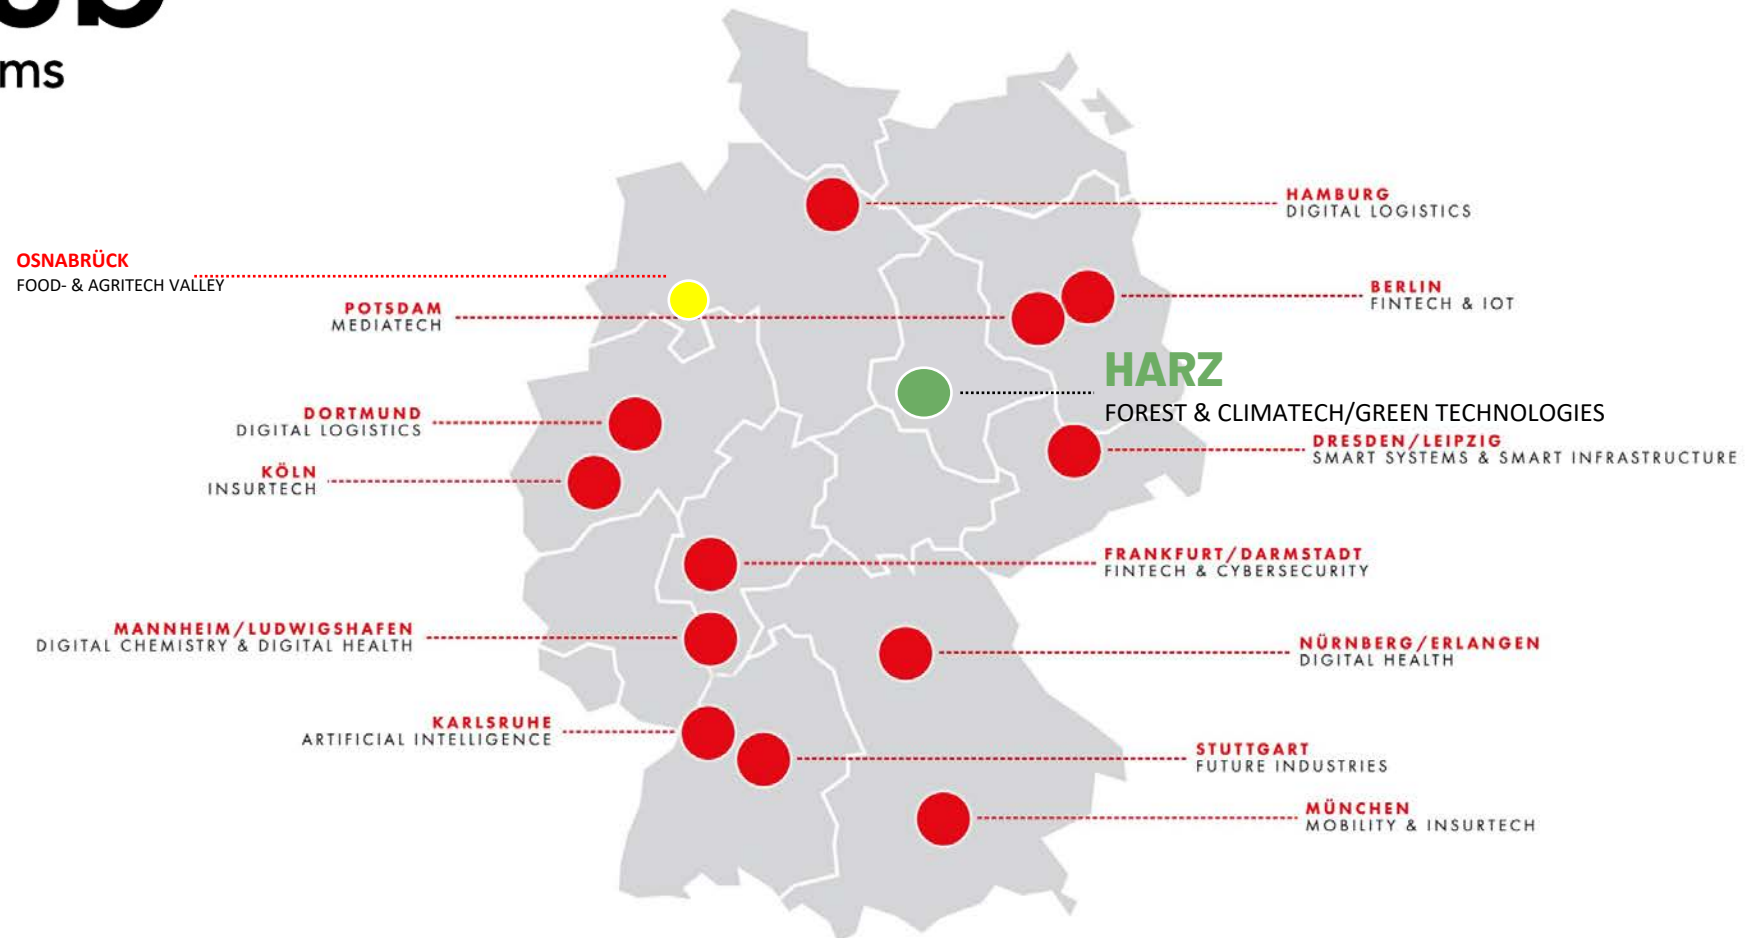 ms
HAMBURG
DIGITAL LOGISTICS
OSNABRÜCK
FOOD- & AGRITECH VALLEY
BERLIN
FINTECH & IOT
POTSDAM
MEDIATECH
HARZ
FOREST & CLIMATECH/GREEN TECHNOLOGIES
DORTMUND
DIGITAL LOGISTICS
DRESDEN/LEIPZIG
SMART SYSTEMS & SMART INFRASTRUCTURE
KÖLN
INSURTECH
FRANKFURT/DARMSTADT
FINTECH & CYBERSECURITY
MANNHEIM/LUDWIGSHAFEN
DIGITAL CHEMISTRY & DIGITAL HEALTH
NÜRNBERG/ERLANGEN
DIGITAL HEALTH
KARLSRUHE
ARTIFICIAL INTELLIGENCE
STUTTGART
FUTURE INDUSTRIES
MÜNCHEN
MOBILITY & INSURTECH